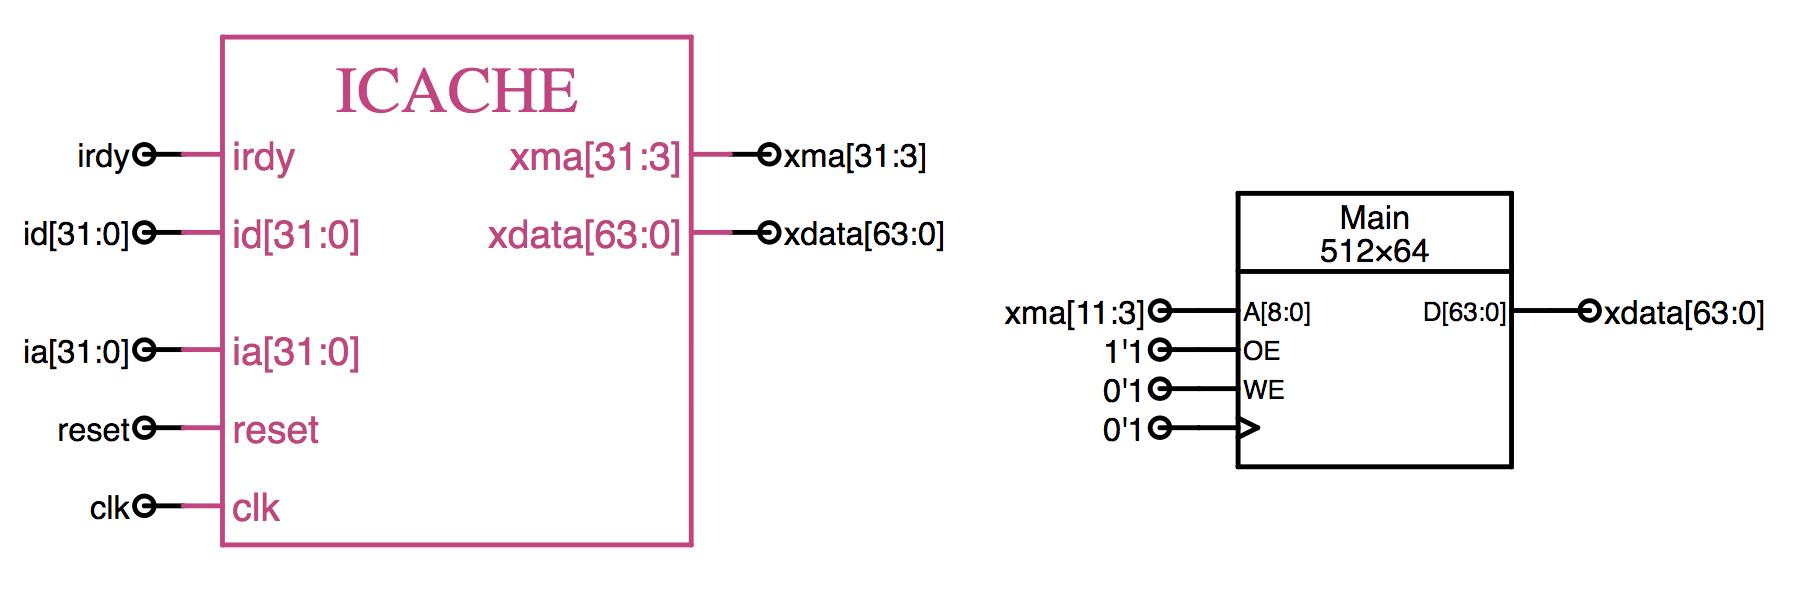 ICACHE
irdy irdy xma[31:3] xma[31:3]
id[31:0] id[31:0] xdata[63:0] xdata[63:0]
ia[31:0] ia[31:0]
reset reset
clk clk
Main
512×64
xma[11:3] A[8:0] D[63:0] xdata[63:0]
1'1 OE
0'1 WE
0'1